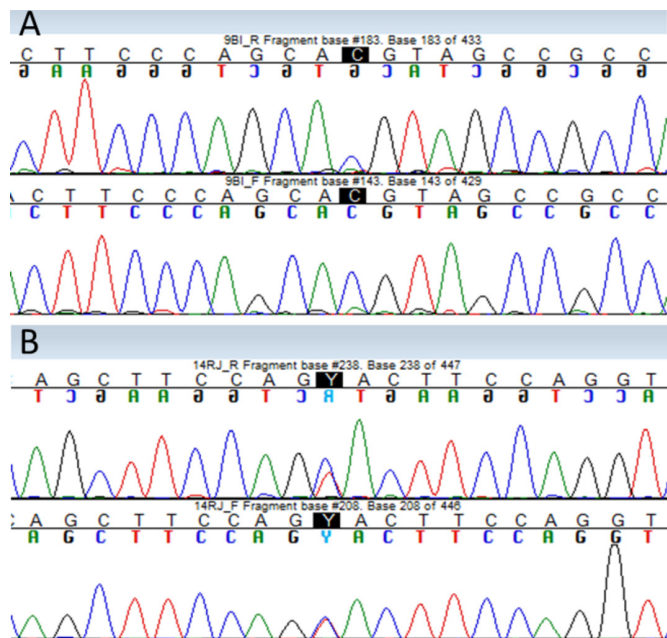 A
9BI_R Fragment base #183. Base 183 of 433
C T T C C C A G C A C G T A G C C G C C
G A A G G G T C G T G C A T C G G C G G
9BI_F Fragment base #143. Base 143 of 429
A C T T C C C A G C A C G T A G C C G C C
C T T C C C A G C A C G T A G C C G C C
B
14RJ_R Fragment base #238. Base 238 of 447
A G C T T C C A G Y A C T T C C A G G T
T C G A A G G T C R T G A A G G T C C A
14RJ_F Fragment base #208. Base 208 of 446
C A G C T T C C A G Y A C T T C C A G G T
A G C T T C C A G Y A C T T C C A G G T